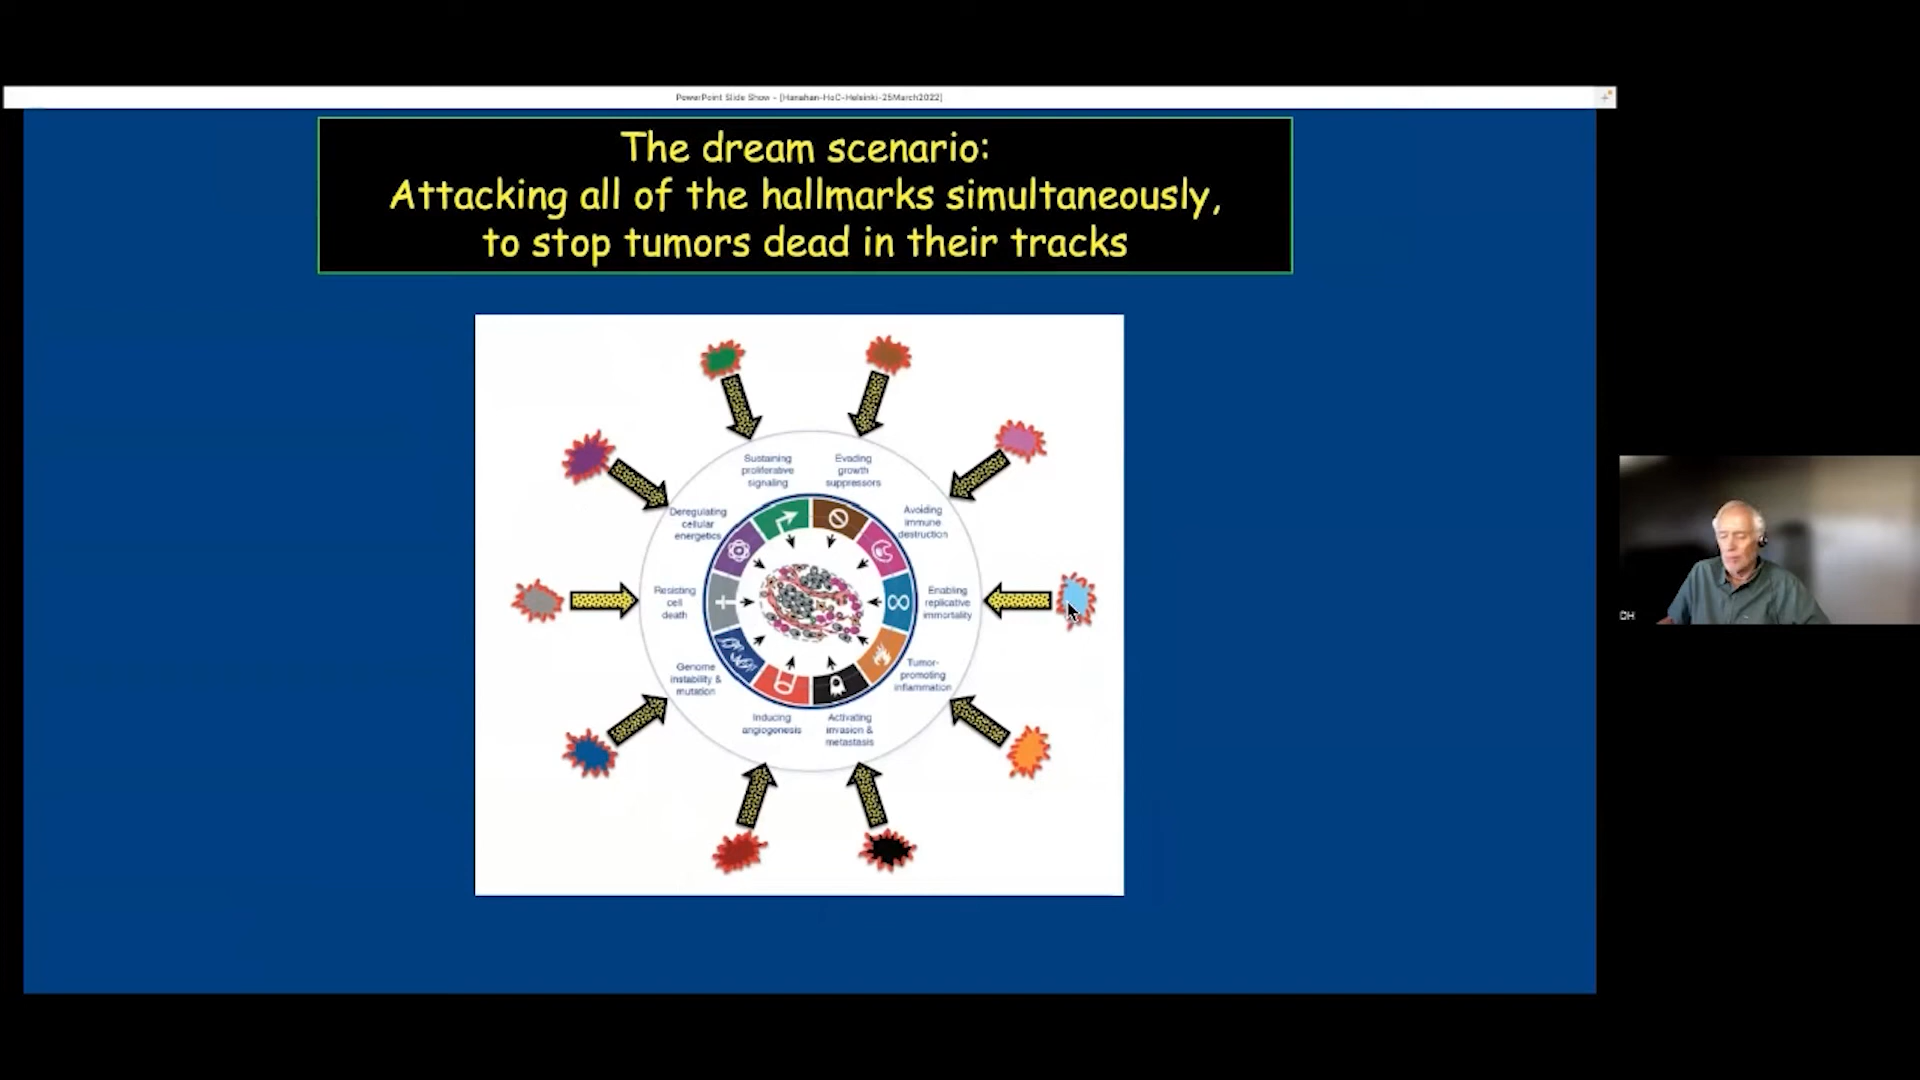 PowerPoint Slide Show - [Hanahan-HoC-Helsinki-25March2022]
The dream scenario:
Attacking all of the hallmarks simultaneously,
to stop tumors dead in their tracks
Sustaining
proliferative
signaling
Evading
growth
suppressors
Deregulating
cellular
energetics
Avoiding
immune
destruction
Resisting
cell
death
Enabling
replicative
immortality
Genome
instability &
mutation
Tumor-
promoting
inflammation
Inducing
angiogenesis
Activating
invasion &
metastasis
DH